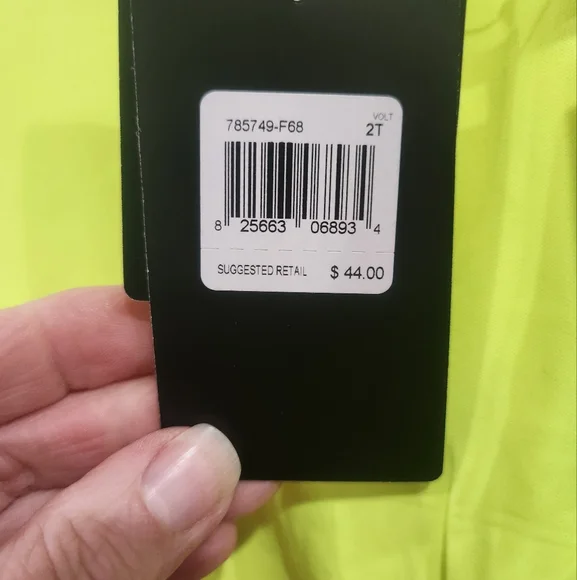 VOLT
785749-F68 2T
8 25663 06893 4
SUGGESTED RETAIL $ 44.00